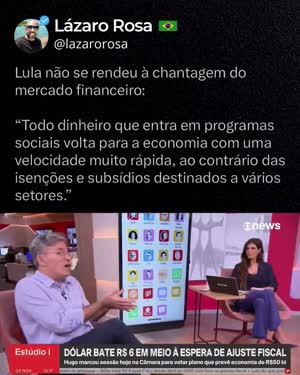 Lázaro Rosa
@lazarorosa
Lula não se rendeu à chantagem do
mercado financeiro:
“Todo dinheiro que entra em programas
sociais volta para a economia com uma
velocidade muito rápida, ao contrário das
isenções e subsídios destinados a vários
setores.”
news
Estúdio i
DÓLAR BATE R$ 6 EM MEIO À ESPERA DE AJUSTE FISCAL
Hugo marcou sessão hoje na Câmara para votar plano que prevê economia de R$50 bi